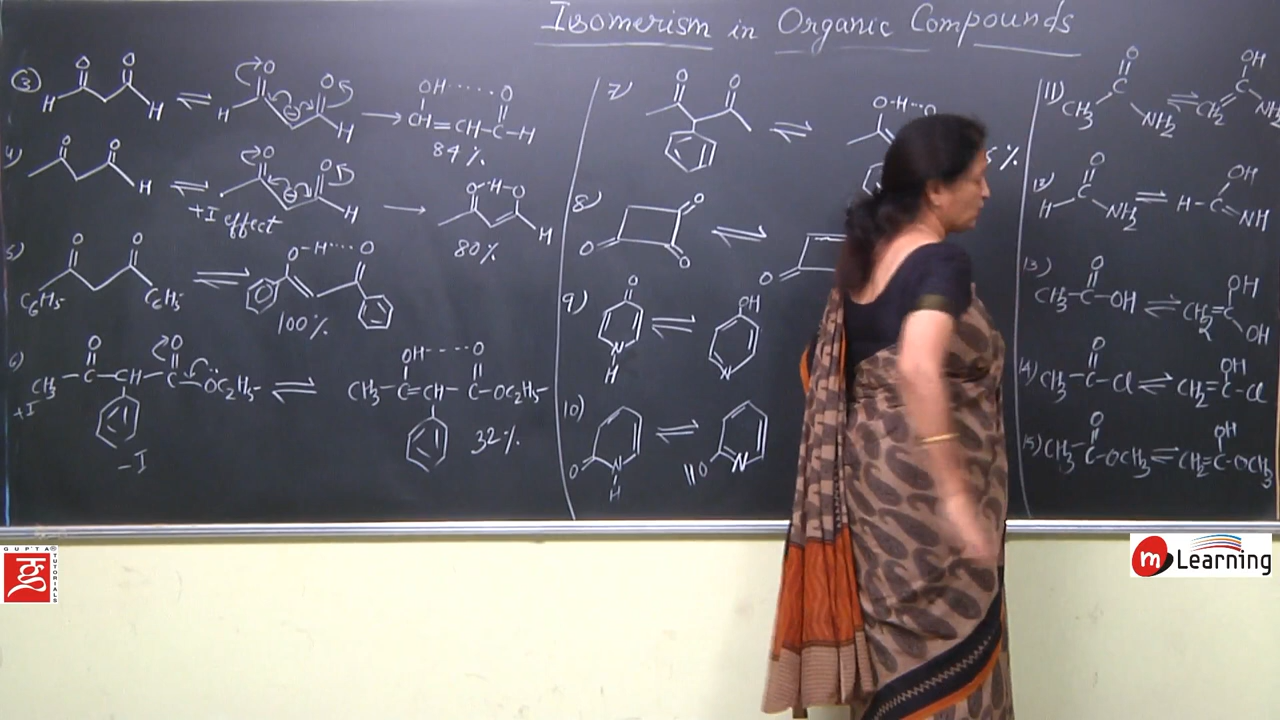 Isomerism in Organic Compounds
3)
O O
H H ⇌ H O ⊖ O H → OH O
CH=CH-C-H
84%
4)
O O
H ⇌ O ⊖ O H → O-H-O H
+I effect
80%
5)
O O
C₆H₅ C₆H₅ ⇌ O-H O
100%
6)
O O
CH₃-C-CH-C-OC₂H₅ ⇌ OH O
CH₃-C=CH C-OC₂H₅
+I
-I
32%
7)
O O ⇌ O-H O
%
8)
O O O ⇌ O
9)
O ⇌ OH
N N
H
10)
O N ⇌ HO N
H
11)
O OH
CH₃ NH₂ ⇌ CH₂ NH₂
12)
O OH
H NH₂ ⇌ H-C=NH
13)
O OH
CH₃-C-OH ⇌ CH₂=C
OH
14)
O OH
CH₃-C-Cl ⇌ CH₂=C-Cl
15)
O OH
CH₃-C-OCH₃ ⇌ CH₂=C-OCH₃
GUPTA®
TUTORIALS
m Learning